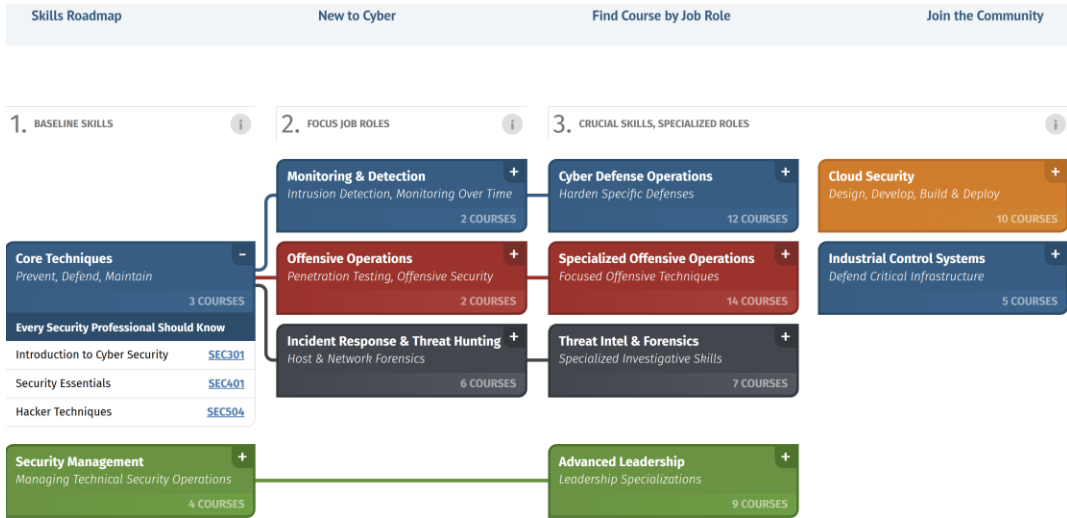 Skills Roadmap
New to Cyber
Find Course by Job Role
Join the Community
1. BASELINE SKILLS
i
2. FOCUS JOB ROLES
i
3. CRUCIAL SKILLS, SPECIALIZED ROLES
i
Core Techniques
−
Prevent, Defend, Maintain
3 COURSES
Every Security Professional Should Know
Introduction to Cyber Security SEC301
Security Essentials SEC401
Hacker Techniques SEC504
Security Management
+
Managing Technical Security Operations
4 COURSES
Monitoring & Detection
+
Intrusion Detection, Monitoring Over Time
2 COURSES
Offensive Operations
+
Penetration Testing, Offensive Security
2 COURSES
Incident Response & Threat Hunting
+
Host & Network Forensics
6 COURSES
Cyber Defense Operations
+
Harden Specific Defenses
12 COURSES
Specialized Offensive Operations
+
Focused Offensive Techniques
14 COURSES
Threat Intel & Forensics
+
Specialized Investigative Skills
7 COURSES
Advanced Leadership
+
Leadership Specializations
9 COURSES
Cloud Security
+
Design, Develop, Build & Deploy
10 COURSES
Industrial Control Systems
+
Defend Critical Infrastructure
5 COURSES